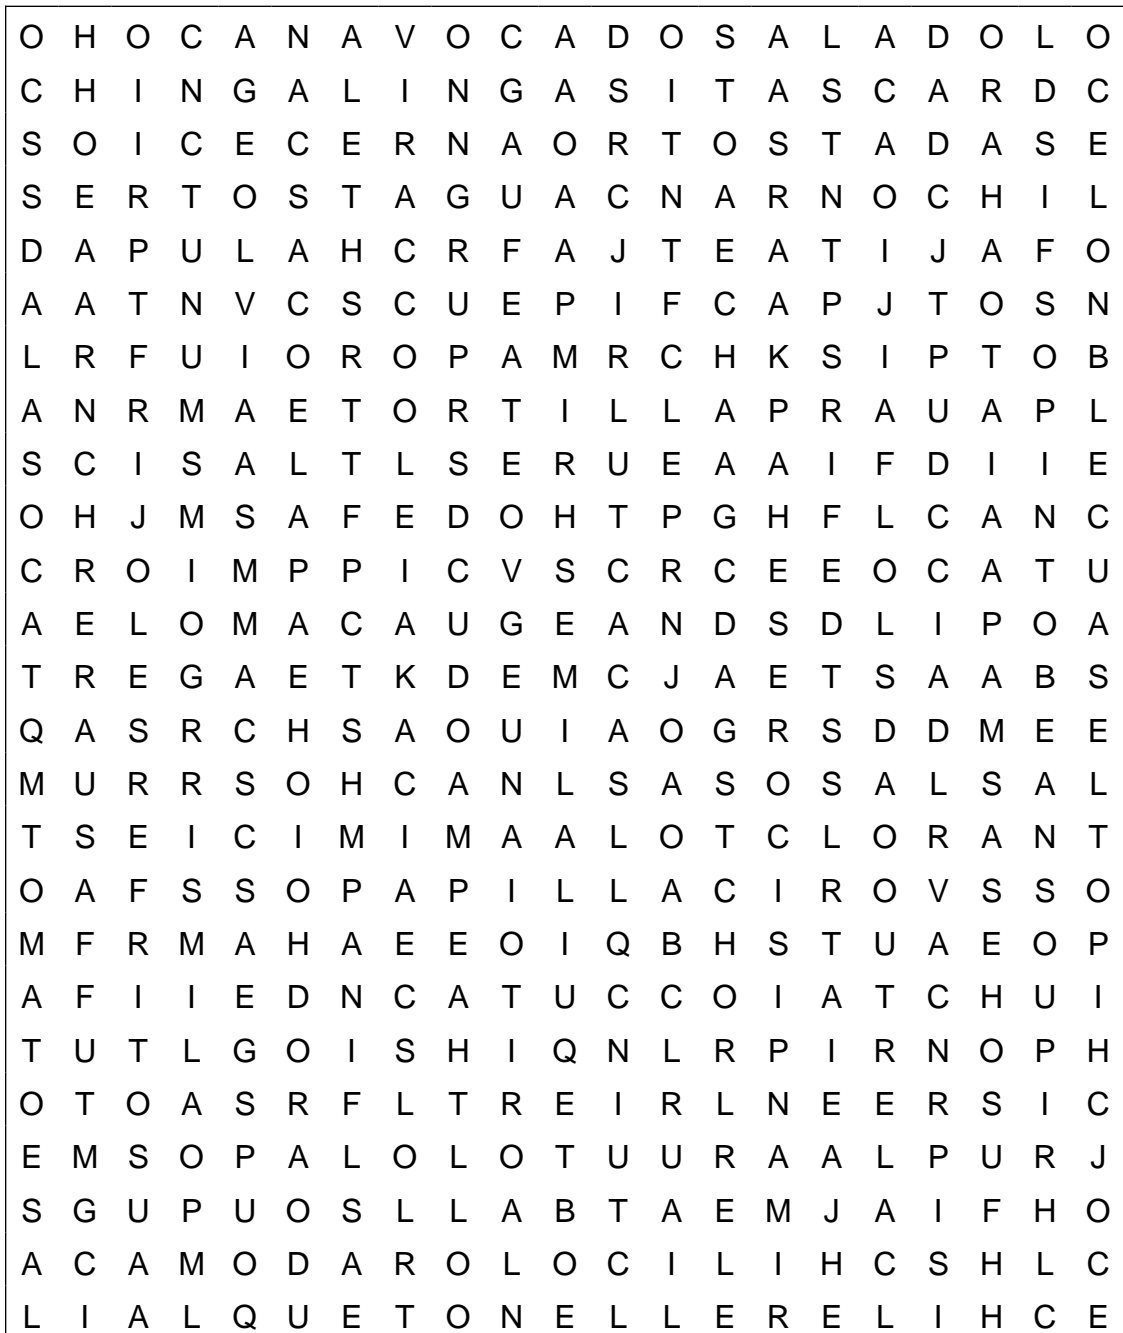 O H O C A N A V O C A D O S A L A D O L O
C H I N G A L I N G A S I T A S C A R D C
S O I C E C E R N A O R T O S T A D A S E
S E R T O S T A G U A C N A R N O C H I L
D A P U L A H C R F A J T E A T I J A F O
A A T N V C S C U E P I F C A P J T O S N
L R F U I O R O P A M R C H K S I P T O B
A N R M A E T O R T I L L A P R A U A P L
S C I S A L T L S E R U E A A I F D I I E
O H J M S A F E D O H T P G H F L C A N C
C R O I M P P I C V S C R C E E O C A T U
A E L O M A C A U G E A N D S D L I P O A
T R E G A E T K D E M C J A E T S A A B S
Q A S R C H S A O U I A O G R S D D M E E
M U R R S O H C A N L S A S O S A L S A L
T S E I C I M I M A A L O T C L O R A N T
O A F S S O P A P I L L A C I R O V S S O
M F R M A H A E E O I Q B H S T U A E O P
A F I I E D N C A T U C C O I A T C H U I
T U T L G O I S H I Q N L R P I R N O P H
O T O A S R F L T R E I R L N E E R S I C
E M S O P A L O L O T U U R A A L P U R J
S G U P U O S L L A B T A E M J A I F H O
A C A M O D A R O L O C I L I H C S H L C
L I A L Q U E T O N E L L E R E L I H C E